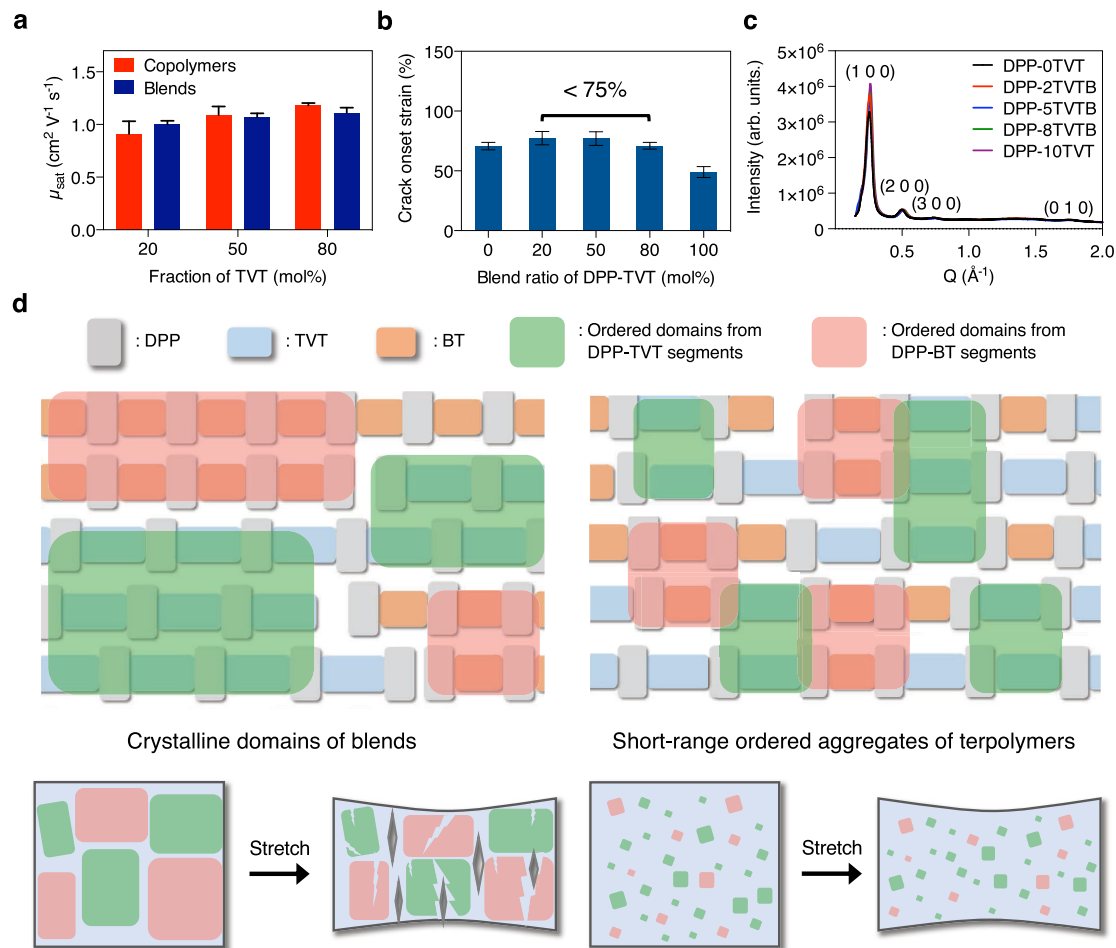 a
μsat (cm² V⁻¹ s⁻¹)
1.5
1.0
0.5
0.0
Copolymers
Blends
20
50
80
Fraction of TVT (mol%)
b
Crack onset strain (%)
150
100
50
0
< 75%
0
20
50
80
100
Blend ratio of DPP-TVT (mol%)
c
Intensity (arb. units.)
5×10⁶
4×10⁶
3×10⁶
2×10⁶
1×10⁶
0
(1 0 0)
(2 0 0)
(3 0 0)
(0 1 0)
DPP-0TVT
DPP-2TVTB
DPP-5TVTB
DPP-8TVTB
DPP-10TVT
0.5
1.0
1.5
2.0
Q (Å⁻¹)
d
: DPP
: TVT
: BT
: Ordered domains from
DPP-TVT segments
: Ordered domains from
DPP-BT segments
Crystalline domains of blends
Short-range ordered aggregates of terpolymers
Stretch
Stretch